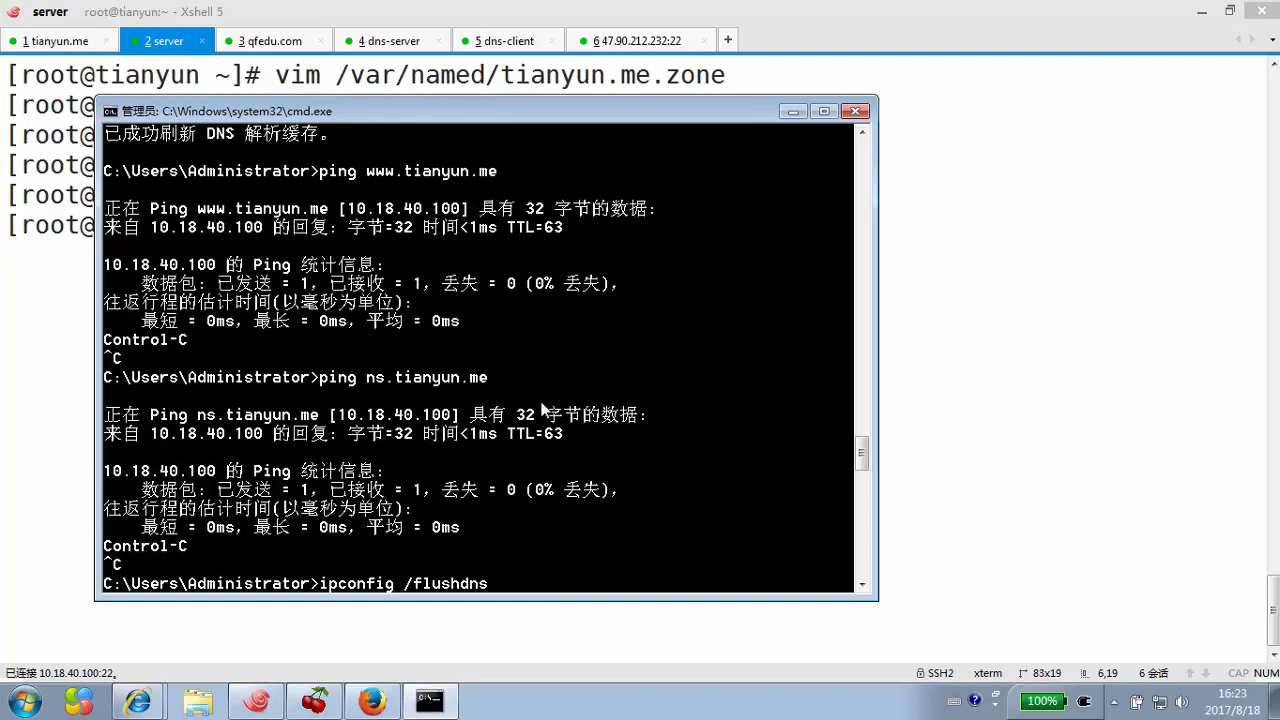 server root@tianyun:~ - Xshell 5
1 tianyun.me × 2 server × 3 qfedu.com × 4 dns-server × 5 dns-client × 6 47.90.212.232:22 × +
[root@tianyun ~]# vim /var/named/tianyun.me.zone
[root@
[root@
[root@
[root@
[root@
管理员: C:\Windows\system32\cmd.exe
已成功刷新 DNS 解析缓存。
C:\Users\Administrator>ping www.tianyun.me
正在 Ping www.tianyun.me [10.18.40.100] 具有 32 字节的数据:
来自 10.18.40.100 的回复: 字节=32 时间<1ms TTL=63
10.18.40.100 的 Ping 统计信息:
数据包: 已发送 = 1，已接收 = 1，丢失 = 0 (0% 丢失)，
往返行程的估计时间(以毫秒为单位):
最短 = 0ms，最长 = 0ms，平均 = 0ms
Control-C
^C
C:\Users\Administrator>ping ns.tianyun.me
正在 Ping ns.tianyun.me [10.18.40.100] 具有 32 字节的数据:
来自 10.18.40.100 的回复: 字节=32 时间<1ms TTL=63
10.18.40.100 的 Ping 统计信息:
数据包: 已发送 = 1，已接收 = 1，丢失 = 0 (0% 丢失)，
往返行程的估计时间(以毫秒为单位):
最短 = 0ms，最长 = 0ms，平均 = 0ms
Control-C
^C
C:\Users\Administrator>ipconfig /flushdns
已连接 10.18.40.100:22。 SSH2 xterm 83x19 6,19 6 会话 CAP NUM
100% 16:23
2017/8/18